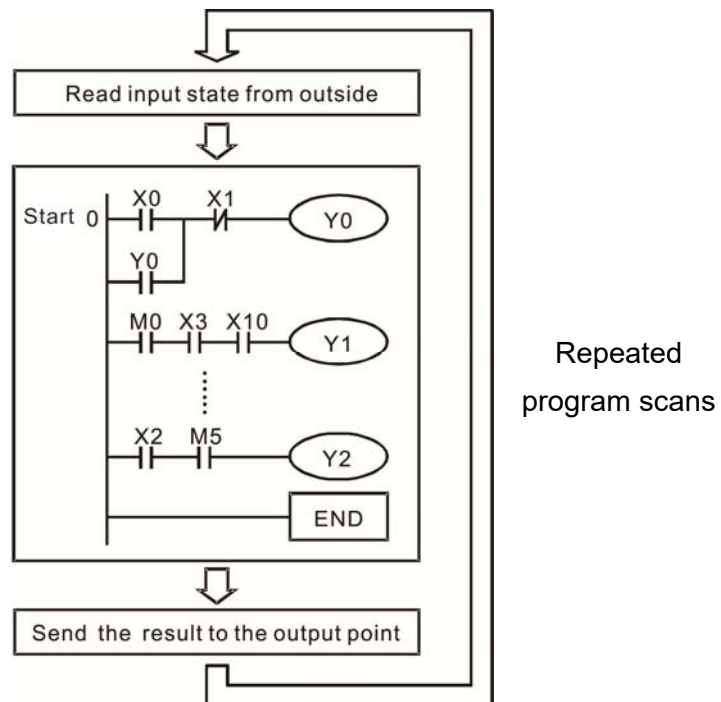 Read input state from outside
X0 X1
Start 0 Y0
Y0
M0 X3 X10
Y1
X2 M5
Y2
END
Send the result to the output point
Repeated
program scans